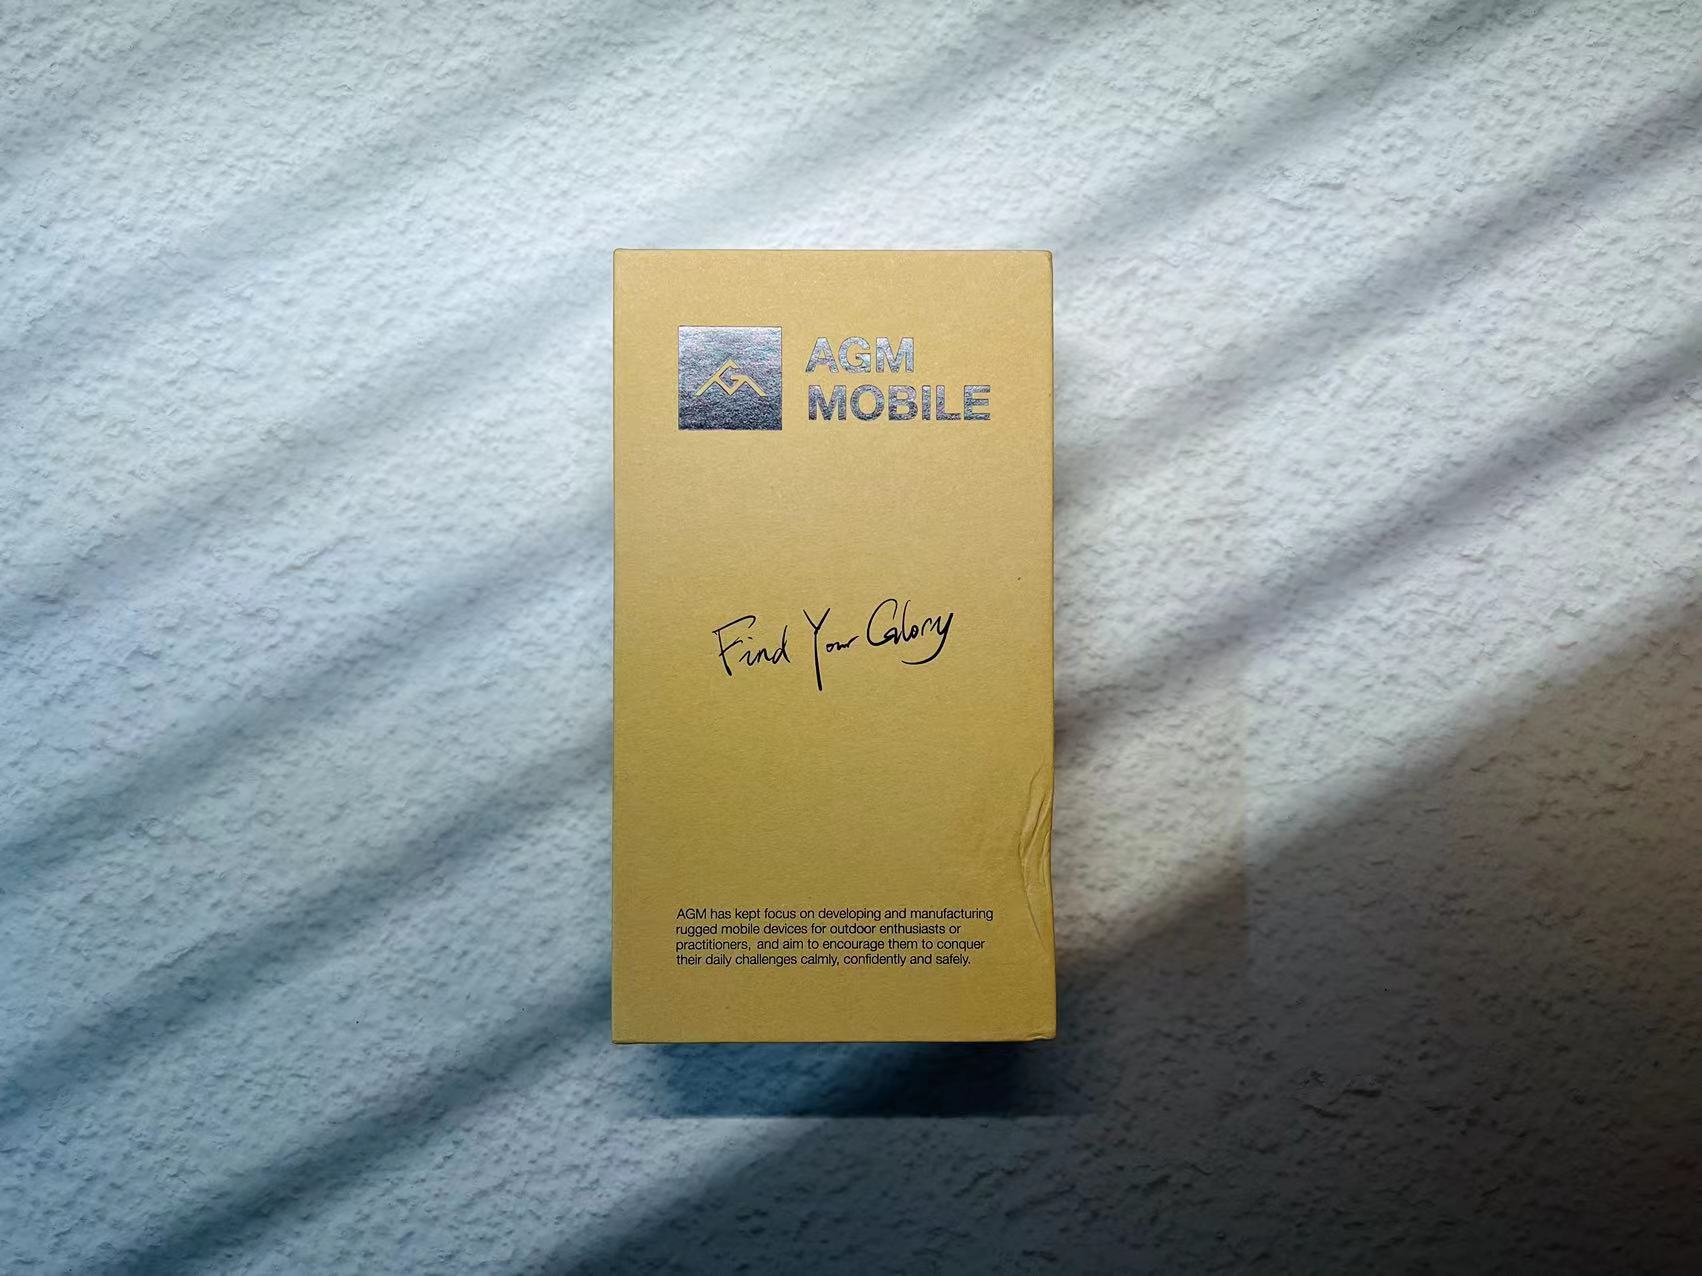 AGM
MOBILE
Find Your Glory
AGM has kept focus on developing and manufacturing
rugged mobile devices for outdoor enthusiasts or
practitioners, and aim to encourage them to conquer
their daily challenges calmly, confidently and safely.